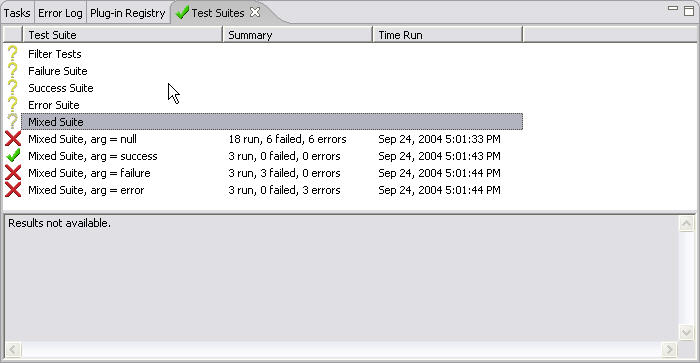 Tasks Error Log Plug-in Registry Test Suites
Test Suite Summary Time Run
Filter Tests
Failure Suite
Success Suite
Error Suite
Mixed Suite
Mixed Suite, arg = null 18 run, 6 failed, 6 errors Sep 24, 2004 5:01:33 PM
Mixed Suite, arg = success 3 run, 0 failed, 0 errors Sep 24, 2004 5:01:43 PM
Mixed Suite, arg = failure 3 run, 3 failed, 0 errors Sep 24, 2004 5:01:44 PM
Mixed Suite, arg = error 3 run, 0 failed, 3 errors Sep 24, 2004 5:01:44 PM
Results not available.